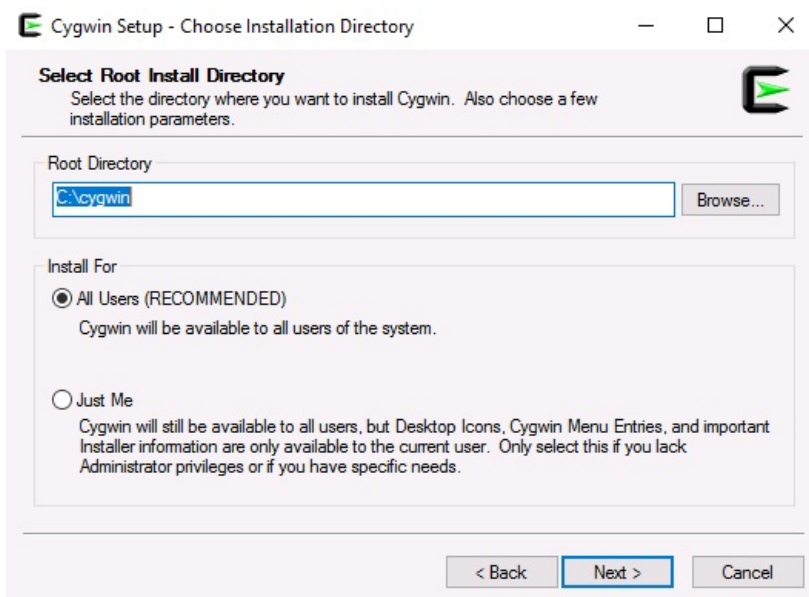 Cygwin Setup - Choose Installation Directory
Select Root Install Directory
Select the directory where you want to install Cygwin. Also choose a few
installation parameters.
Root Directory
C:\cygwin
Browse...
Install For
All Users (RECOMMENDED)
Cygwin will be available to all users of the system.
Just Me
Cygwin will still be available to all users, but Desktop Icons, Cygwin Menu Entries, and important
Installer information are only available to the current user. Only select this if you lack
Administrator privileges or if you have specific needs.
< Back
Next >
Cancel